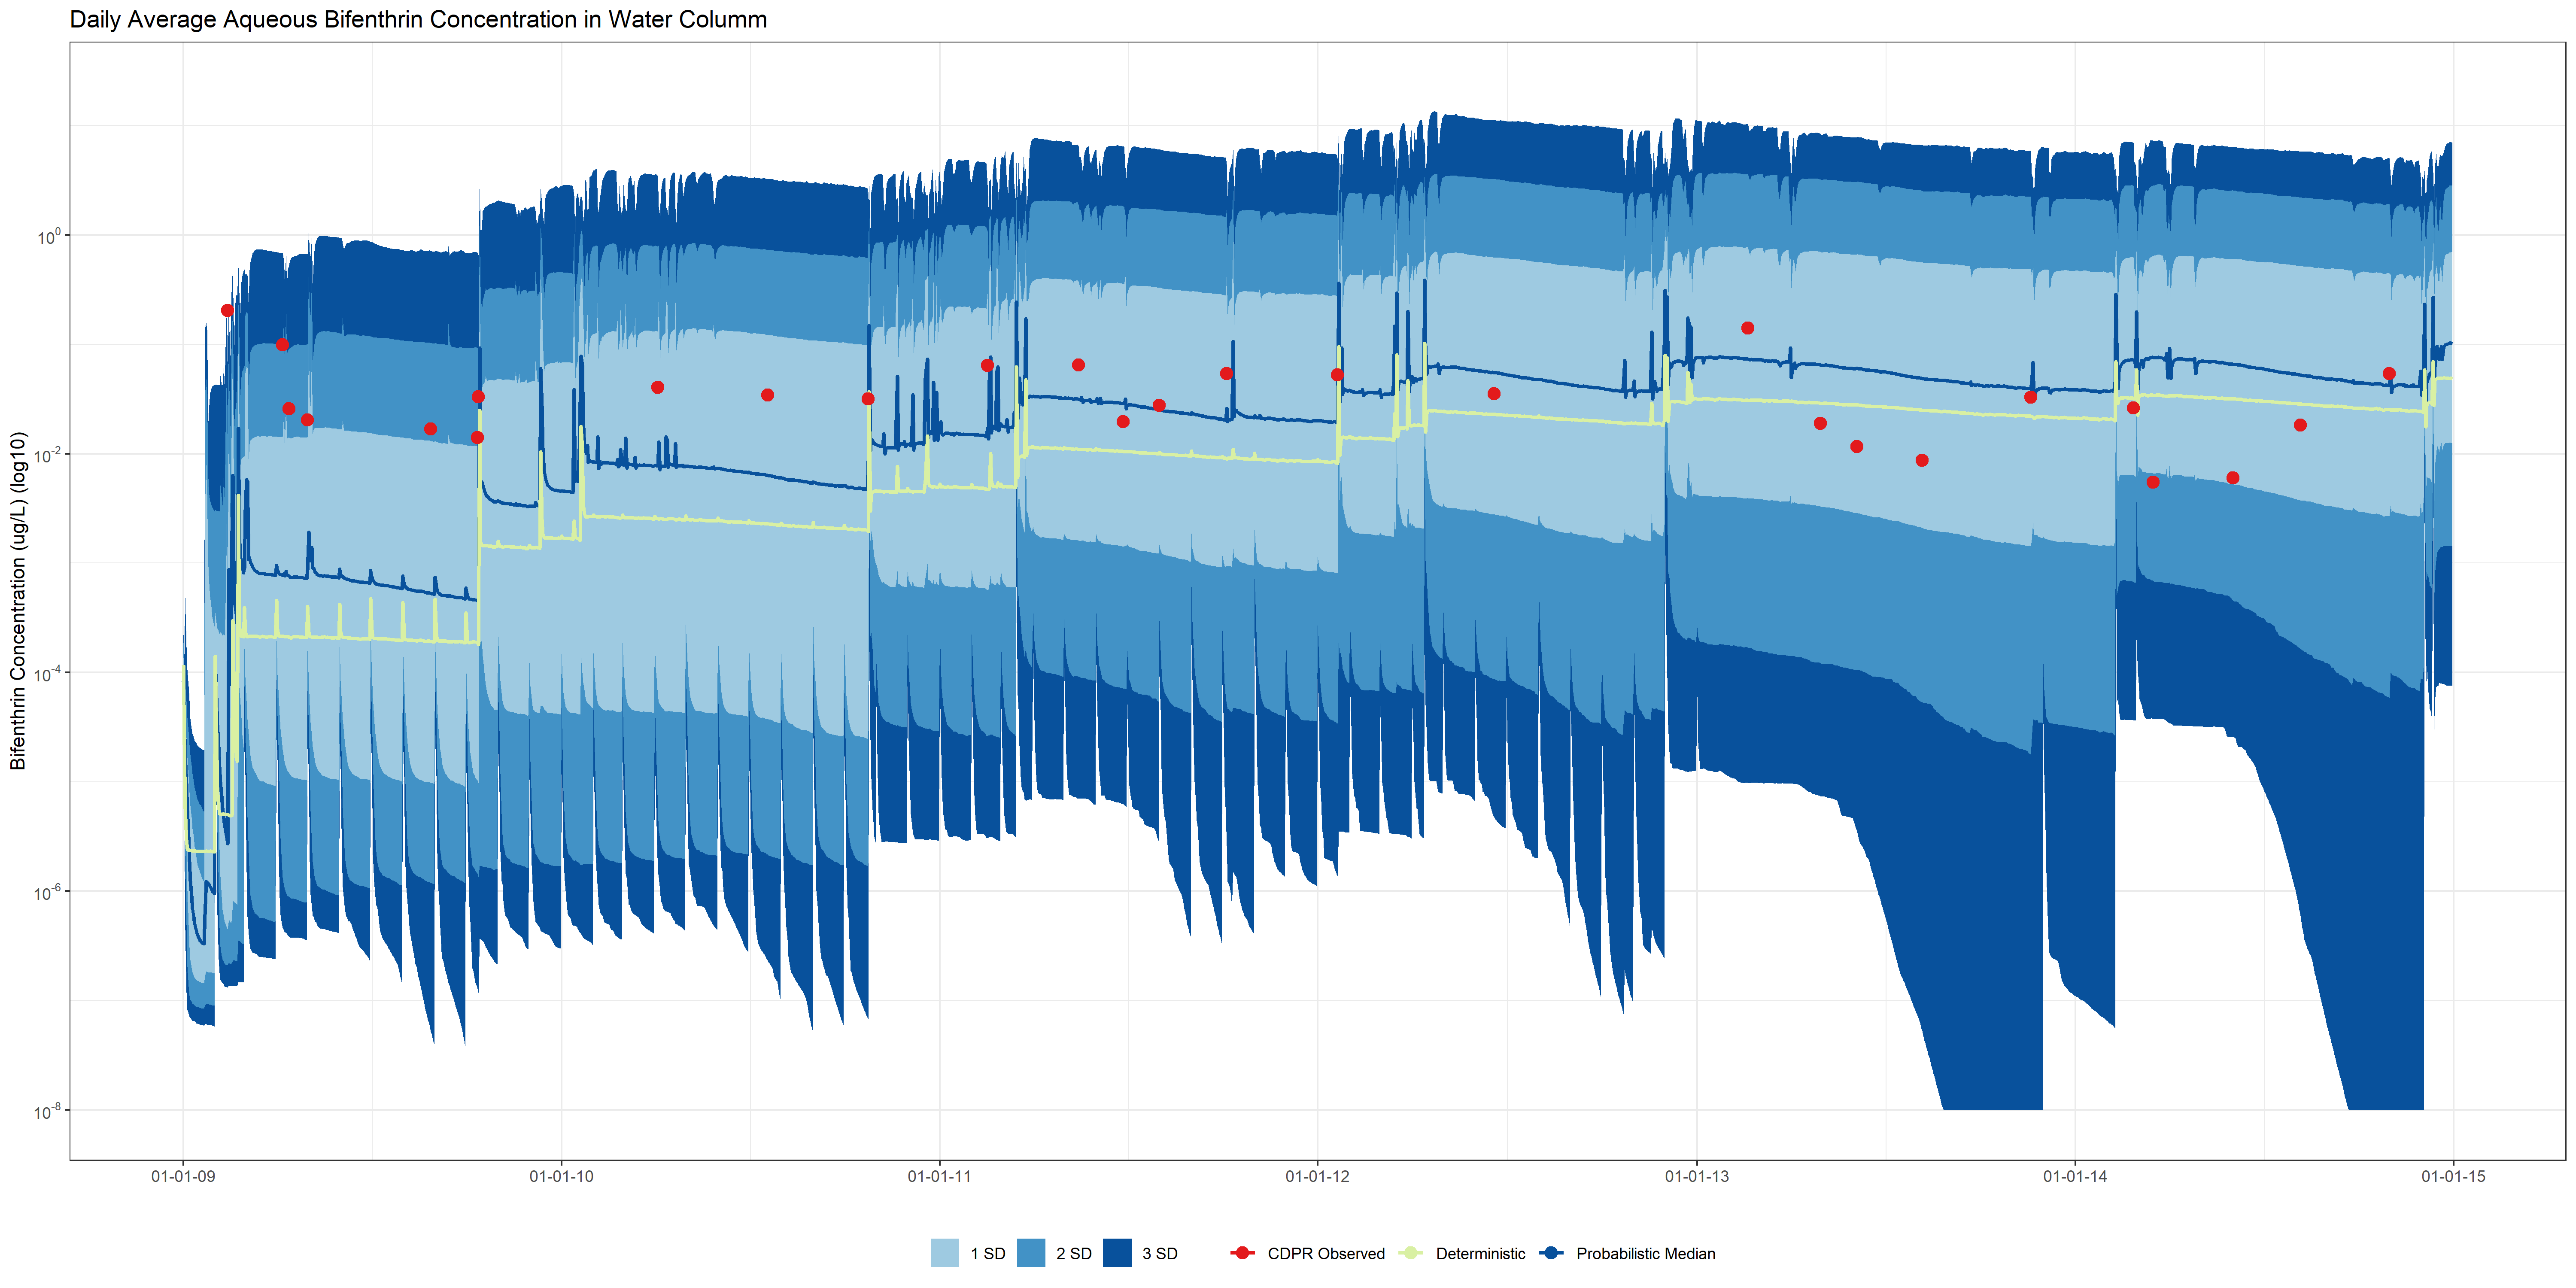 Daily Average Aqueous Bifenthrin Concentration in Water Columm
Bifenthrin Concentration (ug/L) (log10)
10^0
10^-2
10^-4
10^-6
10^-8
01-01-09 01-01-10 01-01-11 01-01-12 01-01-13 01-01-14 01-01-15
1 SD 2 SD 3 SD CDPR Observed Deterministic Probabilistic Median